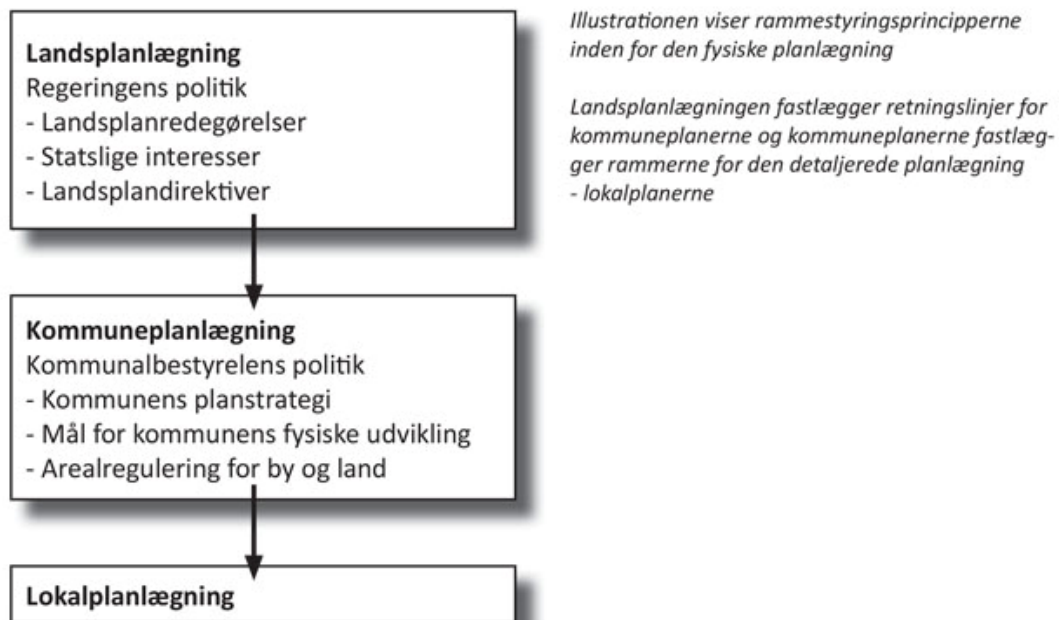 Landsplanlægning
Regeringens politik
- Landsplanredegørelser
- Statslige interesser
- Landsplandirektiver
Illustrationen viser rammestyringsprincipperne
inden for den fysiske planlægning
Landsplanlægningen fastlægger retningslinjer for
kommuneplanerne og kommuneplanerne fastlæg-
ger rammerne for den detaljerede planlægning
- lokalplanerne
Kommuneplanlægning
Kommunalbestyrelens politik
- Kommunens planstrategi
- Mål for kommunens fysiske udvikling
- Arealregulering for by og land
Lokalplanlægning